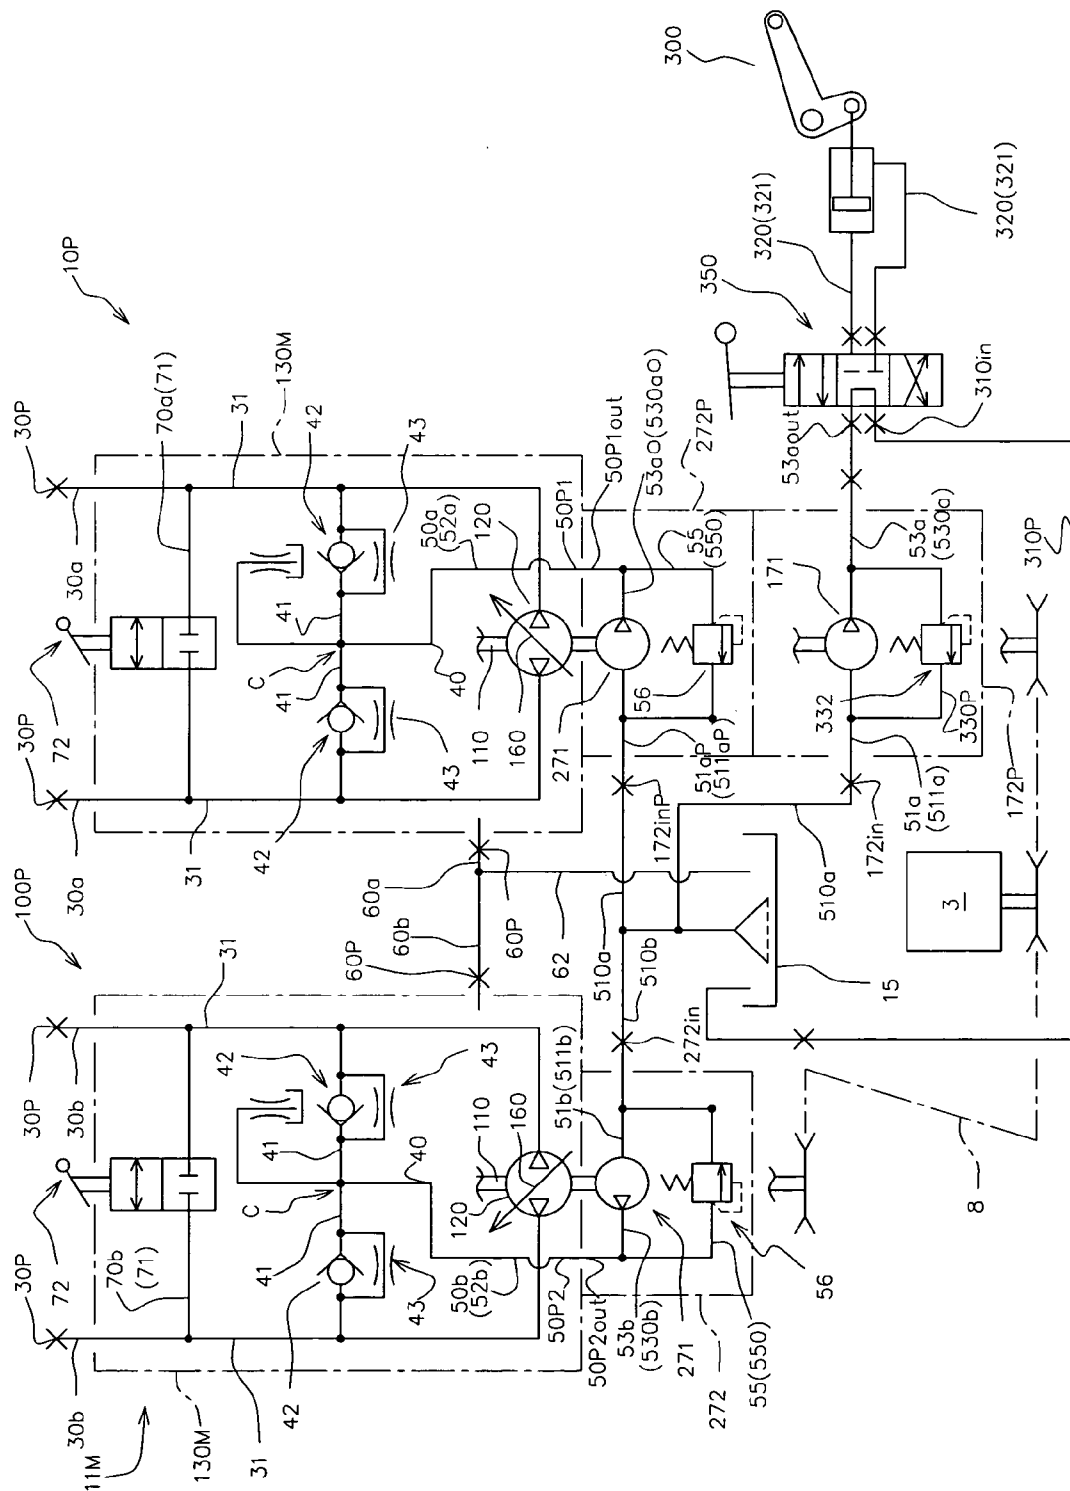 10P
30P
30a
70a(71)
31
130M
42
43
30P
72
C
41
41
40
50a
(52a)
120
110
160
50P1
50P1out
53aO(530aO)
272P
271
56
55
(550)
51aP
(511aP)
43
42
31
30a
300
320(321)
320(321)
350
53aout
310in
53a
(530a)
171
332
330P
172P
310P
51a
(511a)
172in
172inP
510a
3
15
100P
60a
60b
60P
60P
62
510a
510b
272in
31
30P
30b
42
43
72
C
41
41
40
110
160
120
51b(511b)
50b
(52b)
50P2
50P2out
53b
(530b)
271
272
55(550)
56
8
30P
70b
(71)
43
42
31
30b
130M
11M